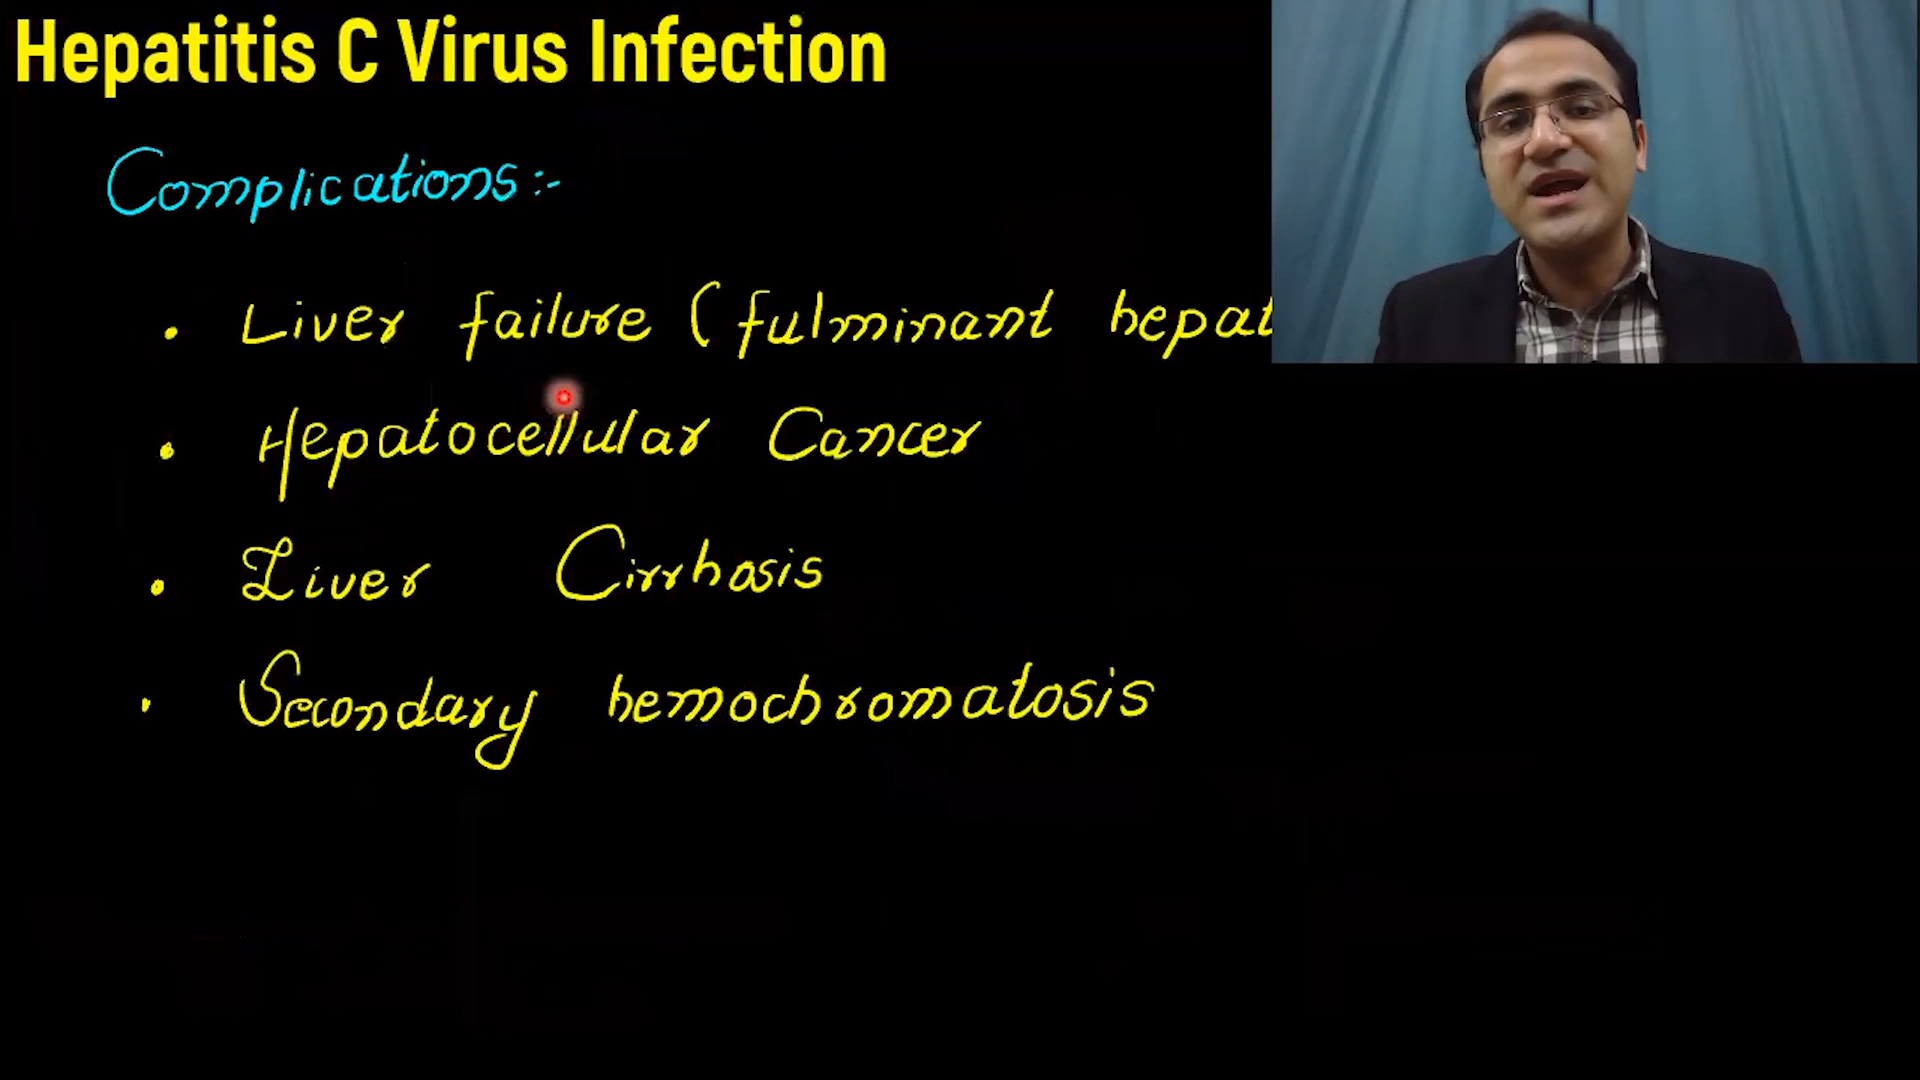 Hepatitis C Virus Infection
Complications:-
• Liver failure (fulminant hepat
• Hepatocellular Cancer
• Liver Cirrhosis
• Secondary hemochromatosis